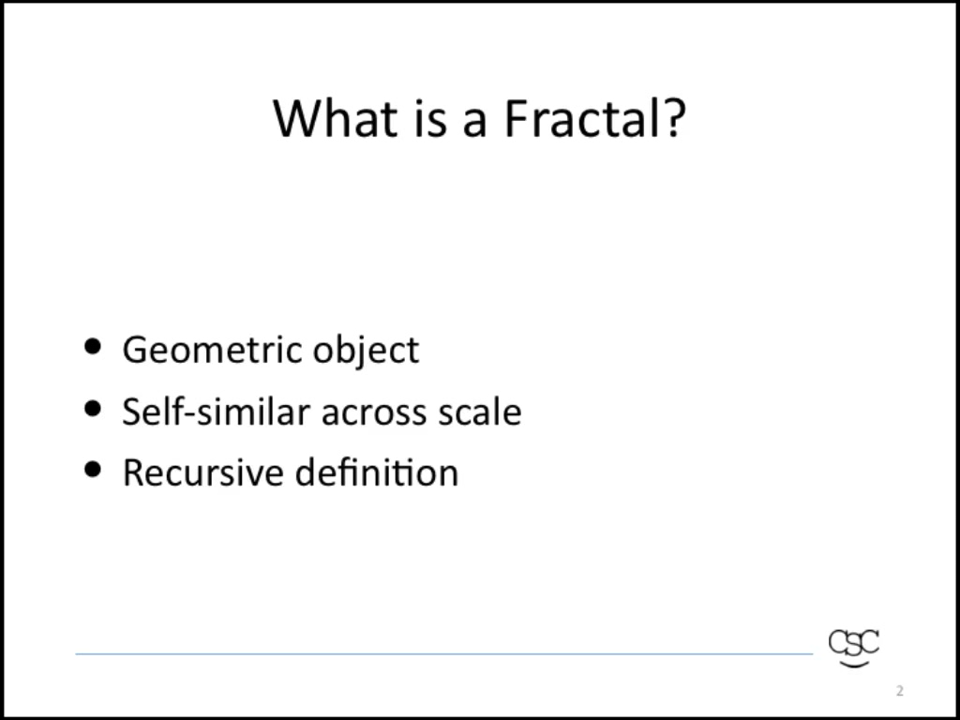 What is a Fractal?
• Geometric object
• Self-similar across scale
• Recursive definition
CSC
2